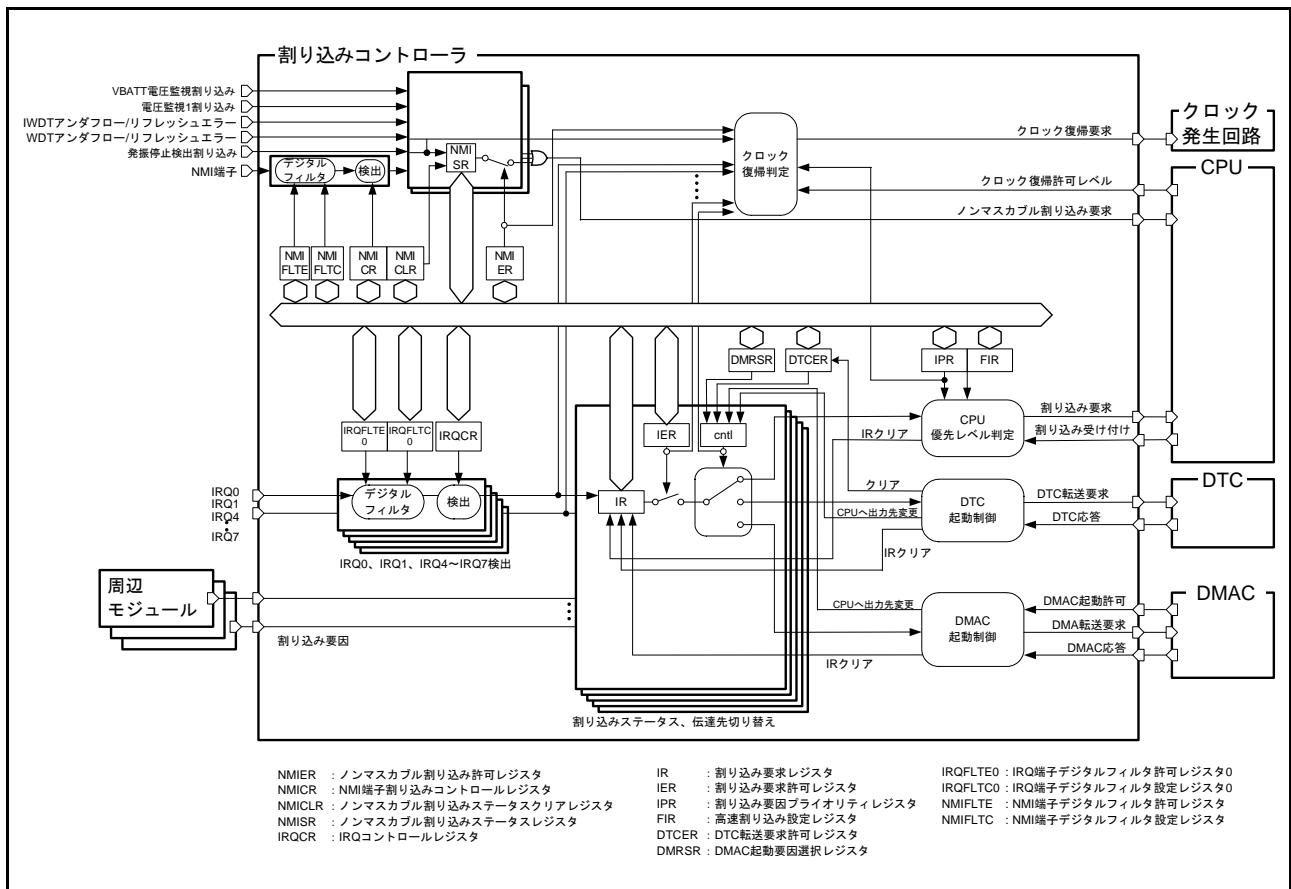 割り込みコントローラ
VBATT電圧監視割り込み
電圧監視1割り込み
IWDTアンダフロー/リフレッシュエラー
WDTアンダフロー/リフレッシュエラー
発振停止検出割り込み
NMI端子
デジタル
フィルタ
検出
NMI
SR
クロック
復帰判定
クロック復帰要求
クロック
発生回路
CPU
クロック復帰許可レベル
ノンマスカブル割り込み要求
NMI
FLTE
NMI
FLTC
NMI
CR
NMI
CLR
NMI
ER
DMRSR
DTCER
IPR
FIR
IRQFLTE
0
IRQFLTC
0
IRQCR
IER
cntl
IRクリア
CPU
優先レベル判定
割り込み要求
割り込み受け付け
IRQ0
IRQ1
IRQ4
IRQ7
デジタル
フィルタ
検出
IRQ0、IRQ1、IRQ4～IRQ7検出
IR
クリア
CPUへ出力先変更
IRクリア
DTC
起動制御
DTC転送要求
DTC応答
DTC
周辺
モジュール
割り込み要因
CPUへ出力先変更
IRクリア
DMAC
起動制御
DMAC起動許可
DMA転送要求
DMAC応答
DMAC
割り込みステータス、伝達先切り替え
NMIER : ノンマスカブル割り込み許可レジスタ
NMICR : NMI端子割り込みコントロールレジスタ
NMICLR : ノンマスカブル割り込みステータスクリアレジスタ
NMISR : ノンマスカブル割り込みステータスレジスタ
IRQCR : IRQコントロールレジスタ
IR : 割り込み要求レジスタ
IER : 割り込み要求許可レジスタ
IPR : 割り込み要因プライオリティレジスタ
FIR : 高速割り込み設定レジスタ
DTCER : DTC転送要求許可レジスタ
DMRSR : DMAC起動要因選択レジスタ
IRQFLTE0 : IRQ端子デジタルフィルタ許可レジスタ0
IRQFLTC0 : IRQ端子デジタルフィルタ設定レジスタ0
NMIFLTE : NMI端子デジタルフィルタ許可レジスタ
NMIFLTC : NMI端子デジタルフィルタ設定レジスタ